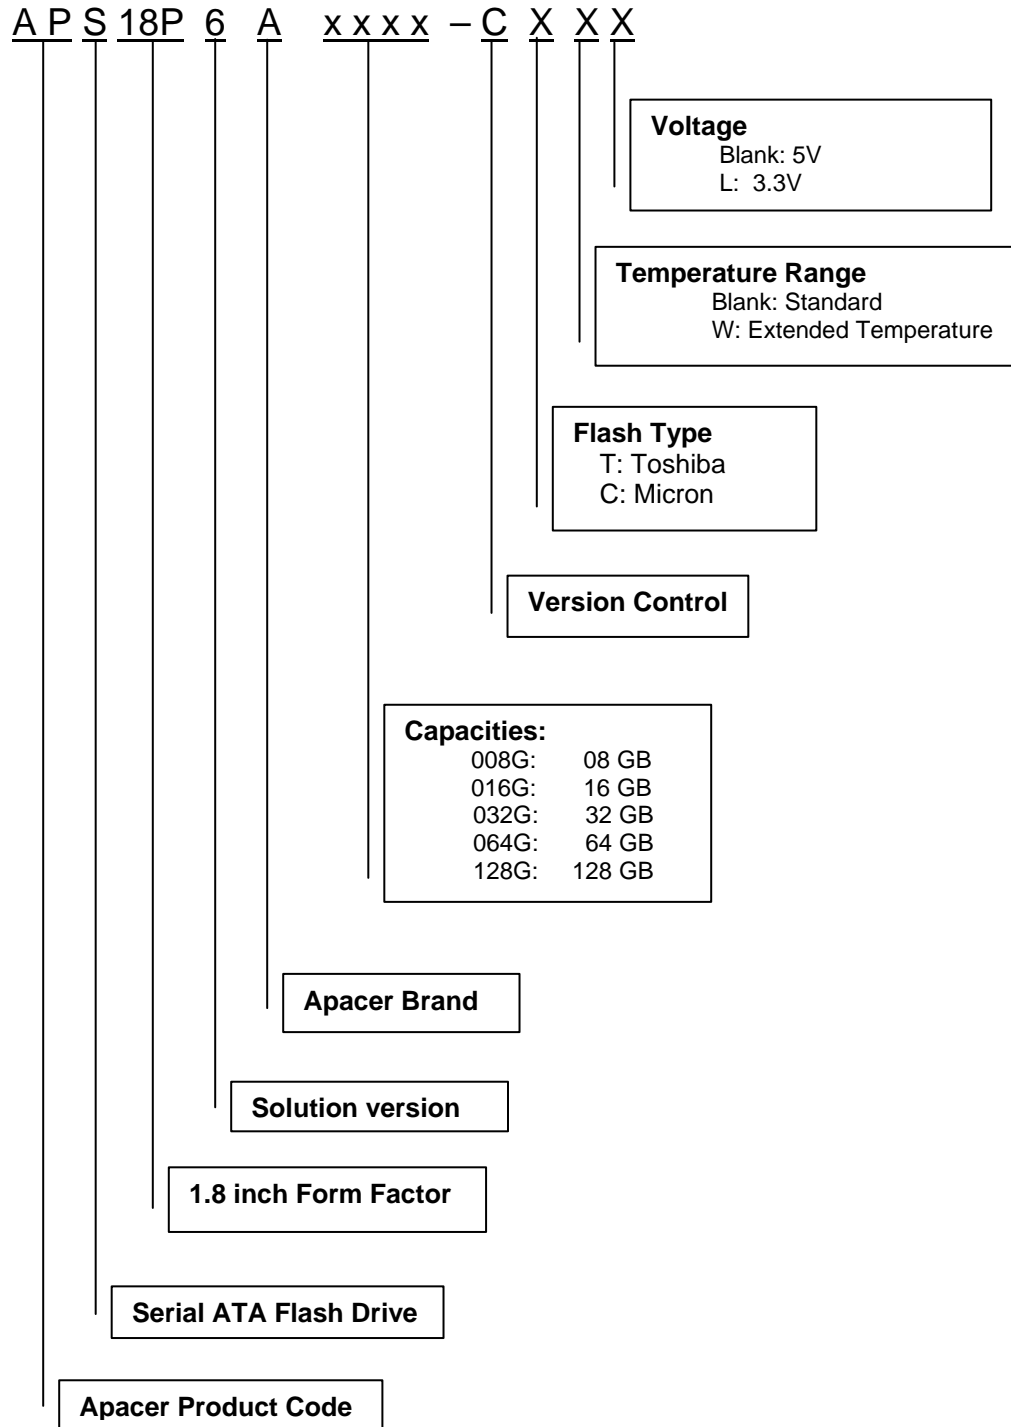 A P S 18P 6 A x x x x – C X X X
Voltage
Blank: 5V
L: 3.3V
Temperature Range
Blank: Standard
W: Extended Temperature
Flash Type
T: Toshiba
C: Micron
Version Control
Capacities:
008G: 08 GB
016G: 16 GB
032G: 32 GB
064G: 64 GB
128G: 128 GB
Apacer Brand
Solution version
1.8 inch Form Factor
Serial ATA Flash Drive
Apacer Product Code